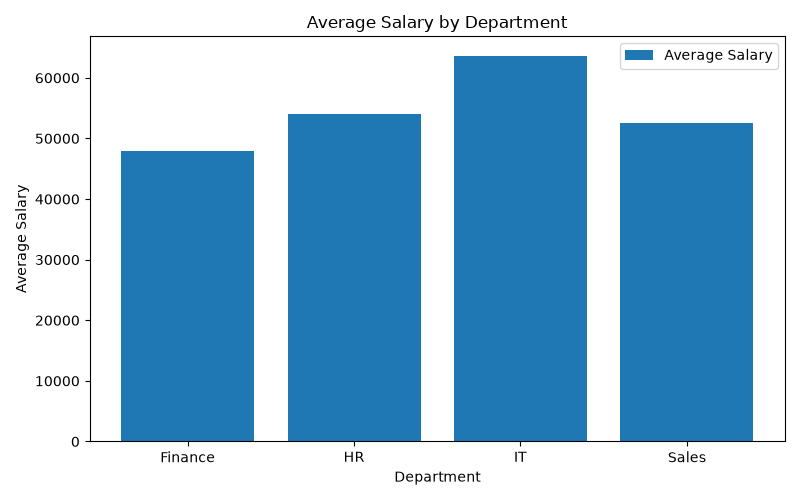 Average Salary by Department
Average Salary
60000
50000
40000
30000
20000
10000
0
Average Salary
Finance
HR
IT
Sales
Department